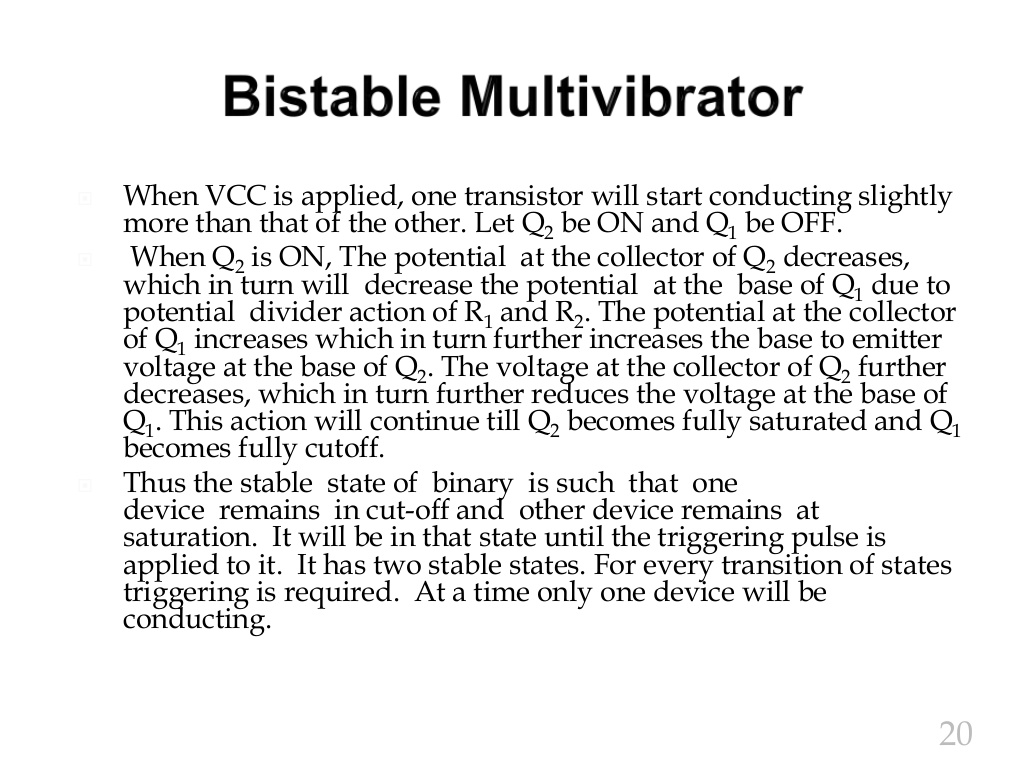 Bistable Multivibrator
When VCC is applied, one transistor will start conducting slightly
more than that of the other. Let Q2 be ON and Q1 be OFF.
When Q2 is ON, The potential at the collector of Q2 decreases,
which in turn will decrease the potential at the base of Q1 due to
potential divider action of R1 and R2. The potential at the collector
of Q1 increases which in turn further increases the base to emitter
voltage at the base of Q2. The voltage at the collector of Q2 further
decreases, which in turn further reduces the voltage at the base of
Q1. This action will continue till Q2 becomes fully saturated and Q1
becomes fully cutoff.
Thus the stable state of binary is such that one
device remains in cut-off and other device remains at
saturation. It will be in that state until the triggering pulse is
applied to it. It has two stable states. For every transition of states
triggering is required. At a time only one device will be
conducting.
20